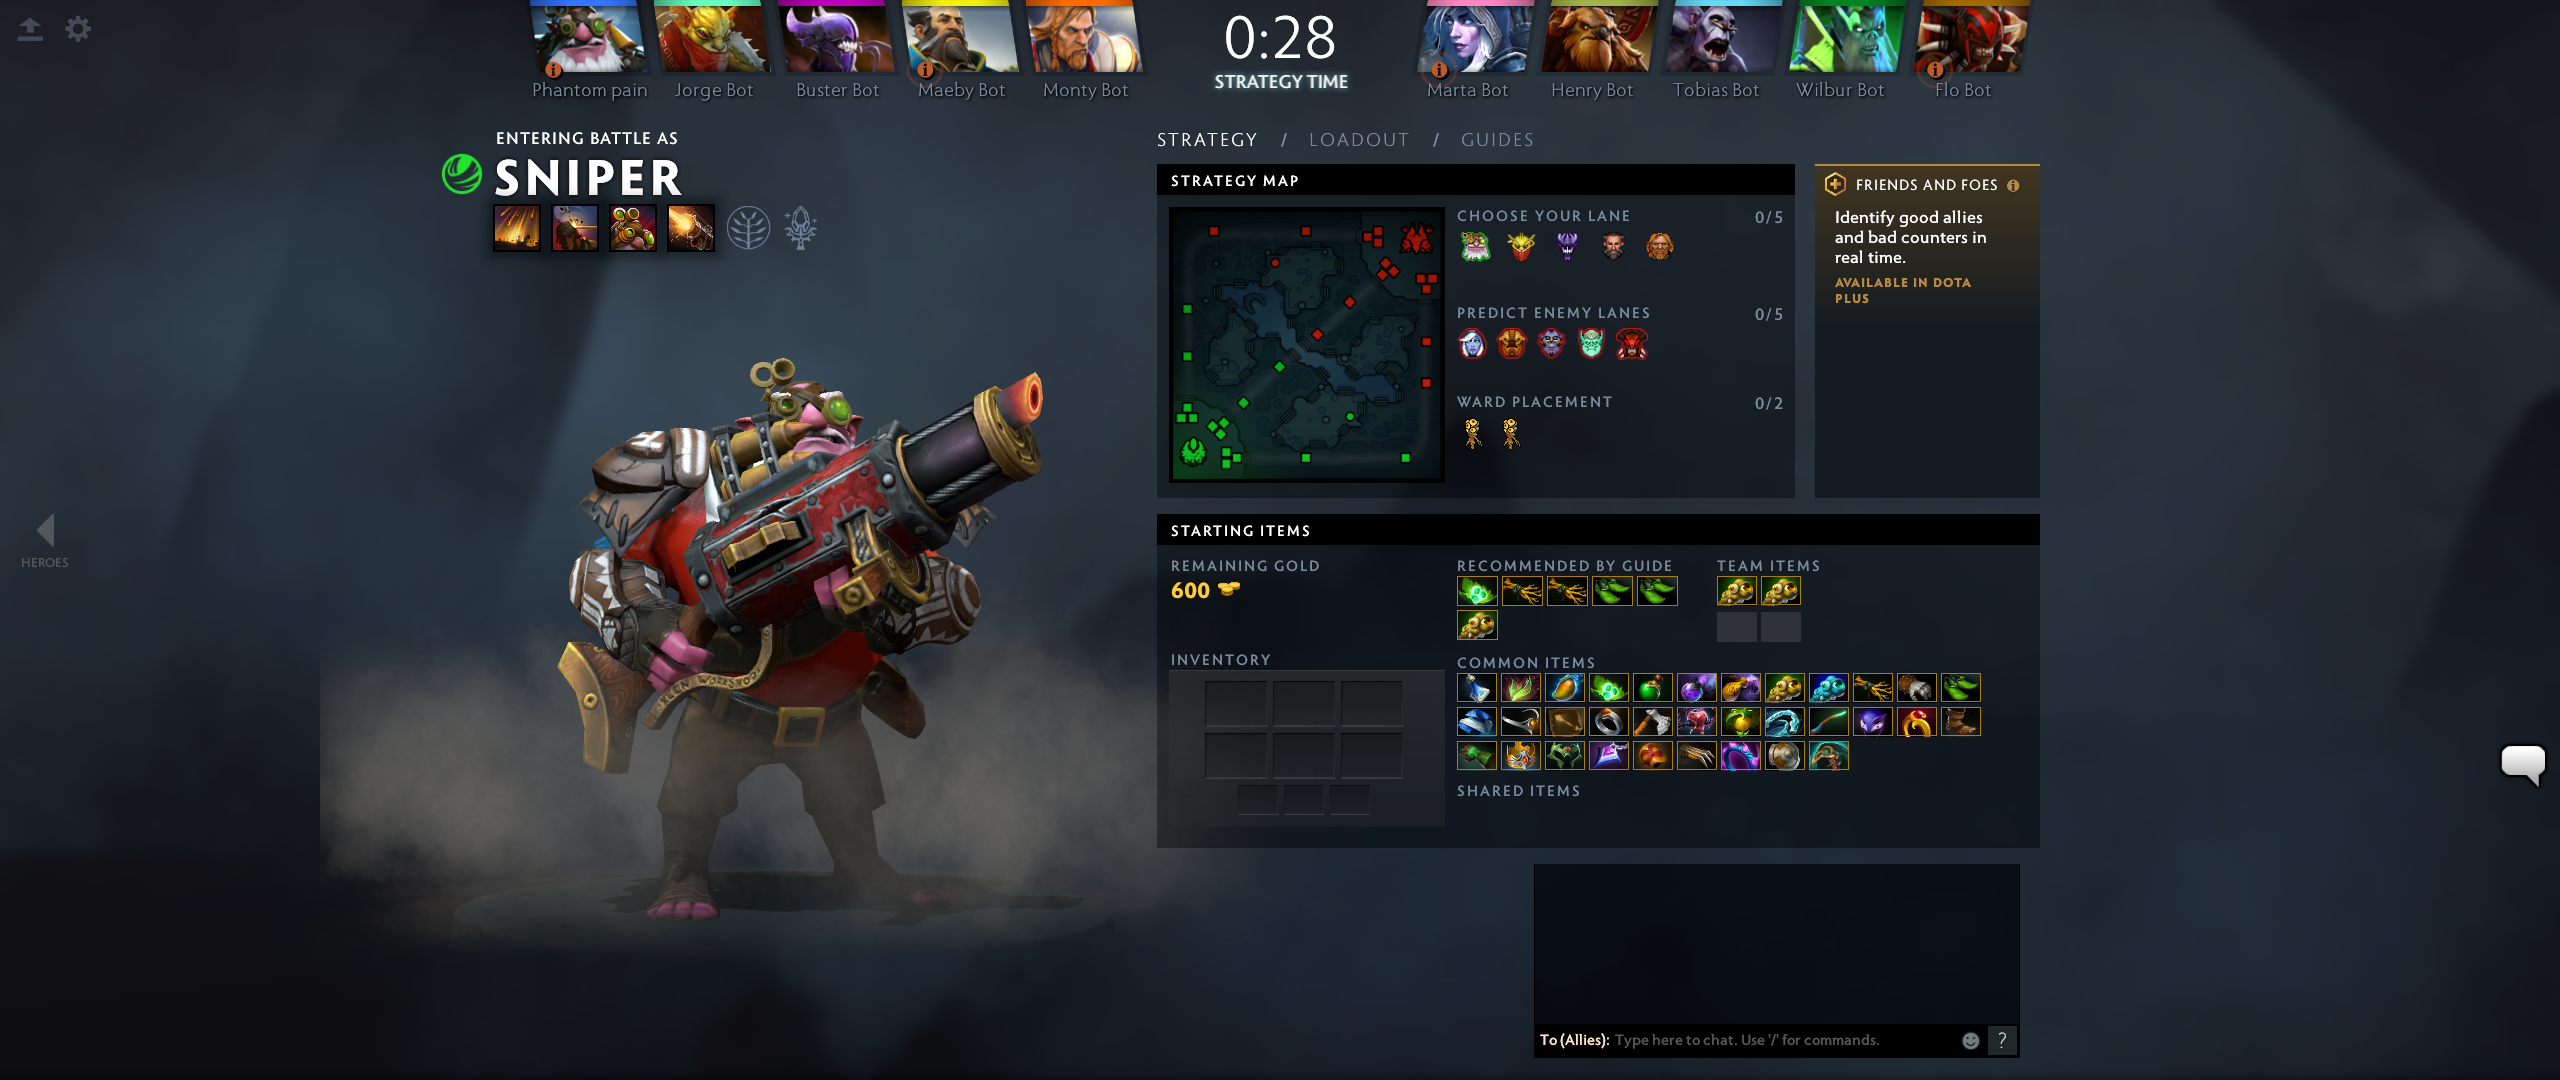 0:28
STRATEGY TIME
Phantom pain
Jorge Bot
Buster Bot
Maeby Bot
Monty Bot
Marta Bot
Henry Bot
Tobias Bot
Wilbur Bot
Flo Bot
ENTERING BATTLE AS
SNIPER
HEROES
STRATEGY / LOADOUT / GUIDES
STRATEGY MAP
CHOOSE YOUR LANE 0/5
PREDICT ENEMY LANES 0/5
WARD PLACEMENT 0/2
FRIENDS AND FOES
Identify good allies
and bad counters in
real time.
AVAILABLE IN DOTA
PLUS
STARTING ITEMS
REMAINING GOLD
600
INVENTORY
RECOMMENDED BY GUIDE
TEAM ITEMS
COMMON ITEMS
SHARED ITEMS
To (Allies): Type here to chat. Use '/' for commands.
?